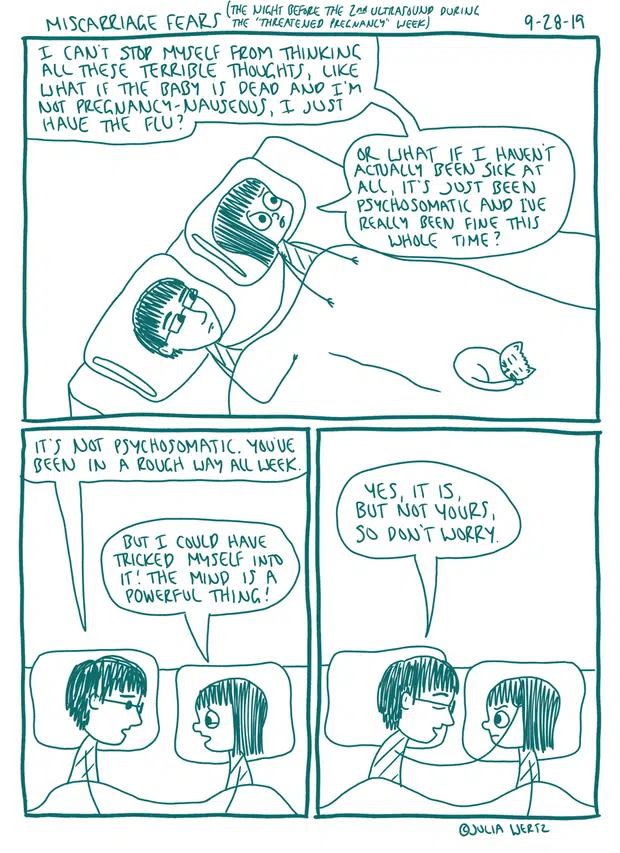 MISCARRIAGE FEARS (THE NIGHT BEFORE THE 2ND ULTRASOUND DURING
THE "THREATENED PREGNANCY" WEEK)
9-28-19
I CAN'T STOP MYSELF FROM THINKING
ALL THESE TERRIBLE THOUGHTS, LIKE
WHAT IF THE BABY IS DEAD AND I'M
NOT PREGNANCY-NAUSEOUS, I JUST
HAVE THE FLU?
OR WHAT IF I HAVEN'T
ACTUALLY BEEN SICK AT
ALL, IT'S JUST BEEN
PSYCHOSOMATIC AND I'VE
REALLY BEEN FINE THIS
WHOLE TIME?
IT'S NOT PSYCHOSOMATIC. YOU'VE
BEEN IN A ROUGH WAY ALL WEEK.
BUT I COULD HAVE
TRICKED MYSELF INTO
IT! THE MIND IS A
POWERFUL THING!
YES, IT IS,
BUT NOT YOURS,
SO DON'T WORRY.
©JULIA WERTZ